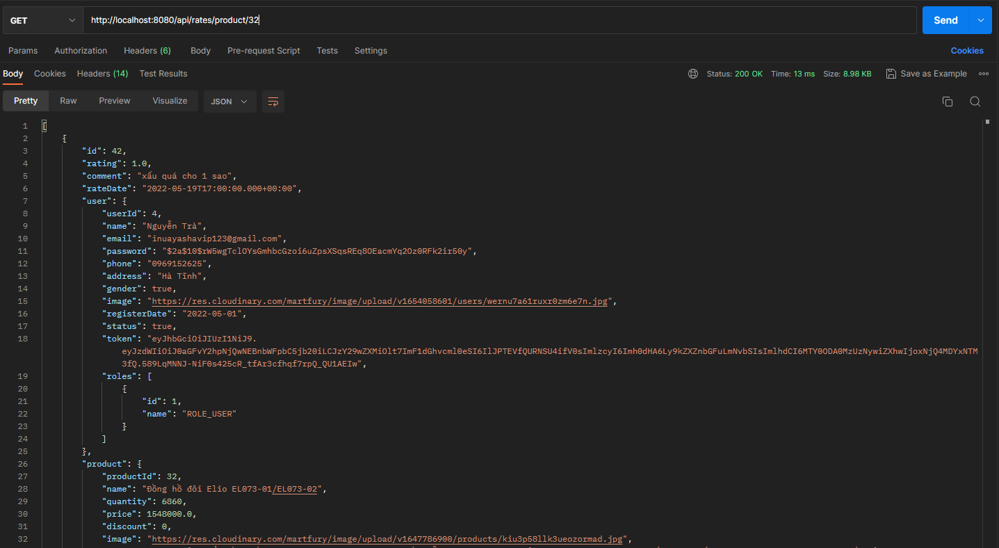 GET http://localhost:8080/api/rates/product/32 Send
Params Authorization Headers (6) Body Pre-request Script Tests Settings Cookies
Body Cookies Headers (14) Test Results Status: 200 OK Time: 13 ms Size: 8.98 KB Save as Example
Pretty Raw Preview Visualize JSON
1 [
2 {
3 "id": 42,
4 "rating": 1.0,
5 "comment": "xấu quá cho 1 sao",
6 "rateDate": "2022-05-19T17:00:00.000+00:00",
7 "user": {
8 "userId": 4,
9 "name": "Nguyễn Trà",
10 "email": "inuayashavip123@gmail.com",
11 "password": "$2a$10$rW5wgTclOYsGmhbcGzoi6uZpsXSqsREq8OEacmYq2Oz0RFk2ir50y",
12 "phone": "0969152625",
13 "address": "Hà Tĩnh",
14 "gender": true,
15 "image": "https://res.cloudinary.com/martfury/image/upload/v1654058601/users/wernu7a61ruxr0zm6e7n.jpg",
16 "registerDate": "2022-05-01",
17 "status": true,
18 "token": "eyJhbGciOiJIUzI1NiJ9.
eyJzdWIiOiJ0aGFvY2hpNjQwNEBnbWFpbC5jb20iLCJzY29wZXMiOlt7ImF1dGhvcml0eSI6IlJPTEVfQURNSU4ifV0sImlzcyI6Imh0dHA6Ly9kZXZnbGFuLmNvbSIsImlhdCI6MTY0ODA0MzUzNywiZXhwIjoxNjQ4MDYxNTM
3fQ.589LqMNNJ-NiF0s425cR_tfAr3cfhqf7rpQ_QU1AEIw",
19 "roles": [
20 {
21 "id": 1,
22 "name": "ROLE_USER"
23 }
24 ]
25 },
26 "product": {
27 "productId": 32,
28 "name": "Đồng hồ đôi Elio EL073-01/EL073-02",
29 "quantity": 6860,
30 "price": 1548000.0,
31 "discount": 0,
32 "image": "https://res.cloudinary.com/martfury/image/upload/v1647786900/products/kiu3p58llk3ueozormad.jpg",